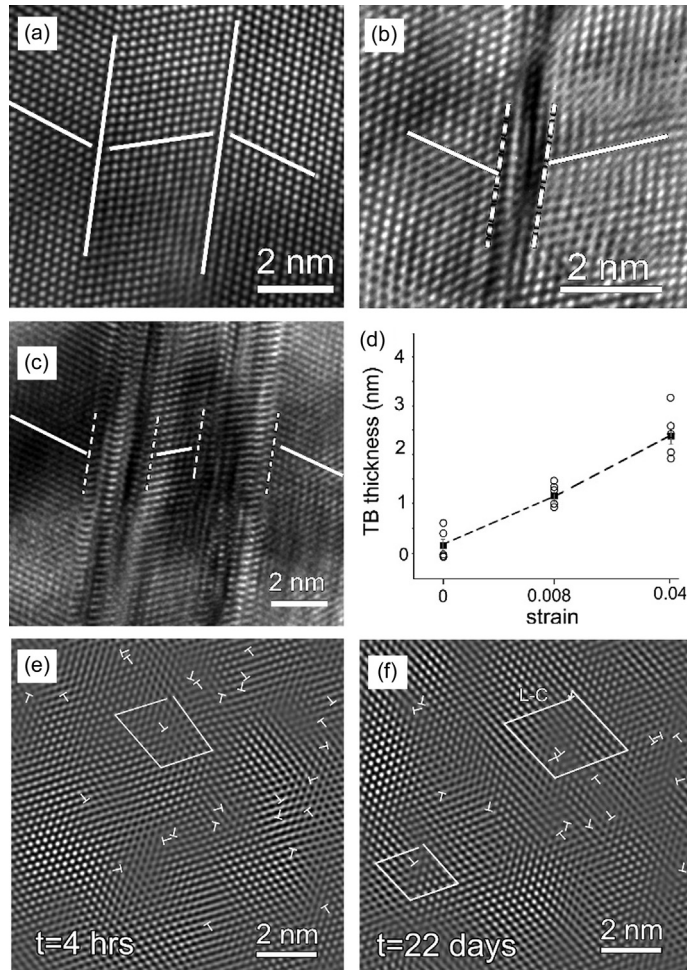 (a)
2 nm
(b)
2 nm
(c)
2 nm
(d)
TB thickness (nm)
4
3
2
1
0
0
0.008
0.04
strain
(e)
t=4 hrs
2 nm
(f)
L-C
t=22 days
2 nm